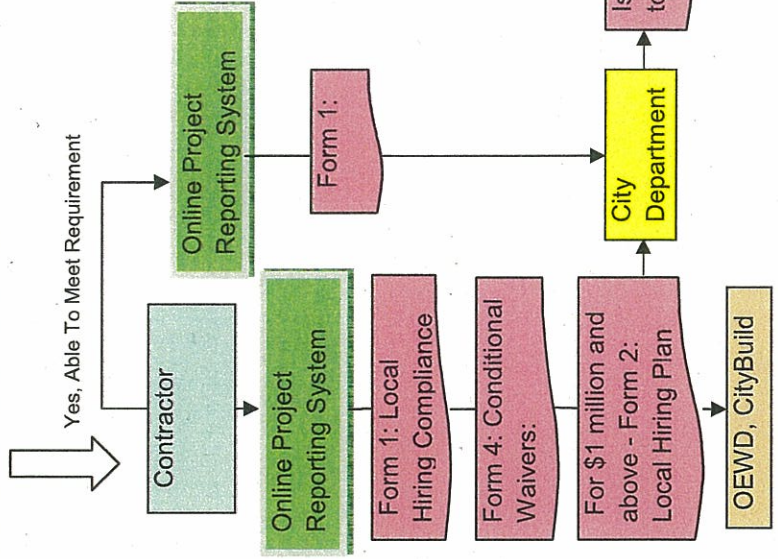 Yes, Able To Meet Requirement
Contractor
Online Project
Reporting System
Form 1: Local
Hiring Compliance
Form 4: Conditional
Waivers:
For $1 million and
above - Form 2:
Local Hiring Plan
OEWD, CityBuild
Online Project
Reporting System
Form 1:
City
Department